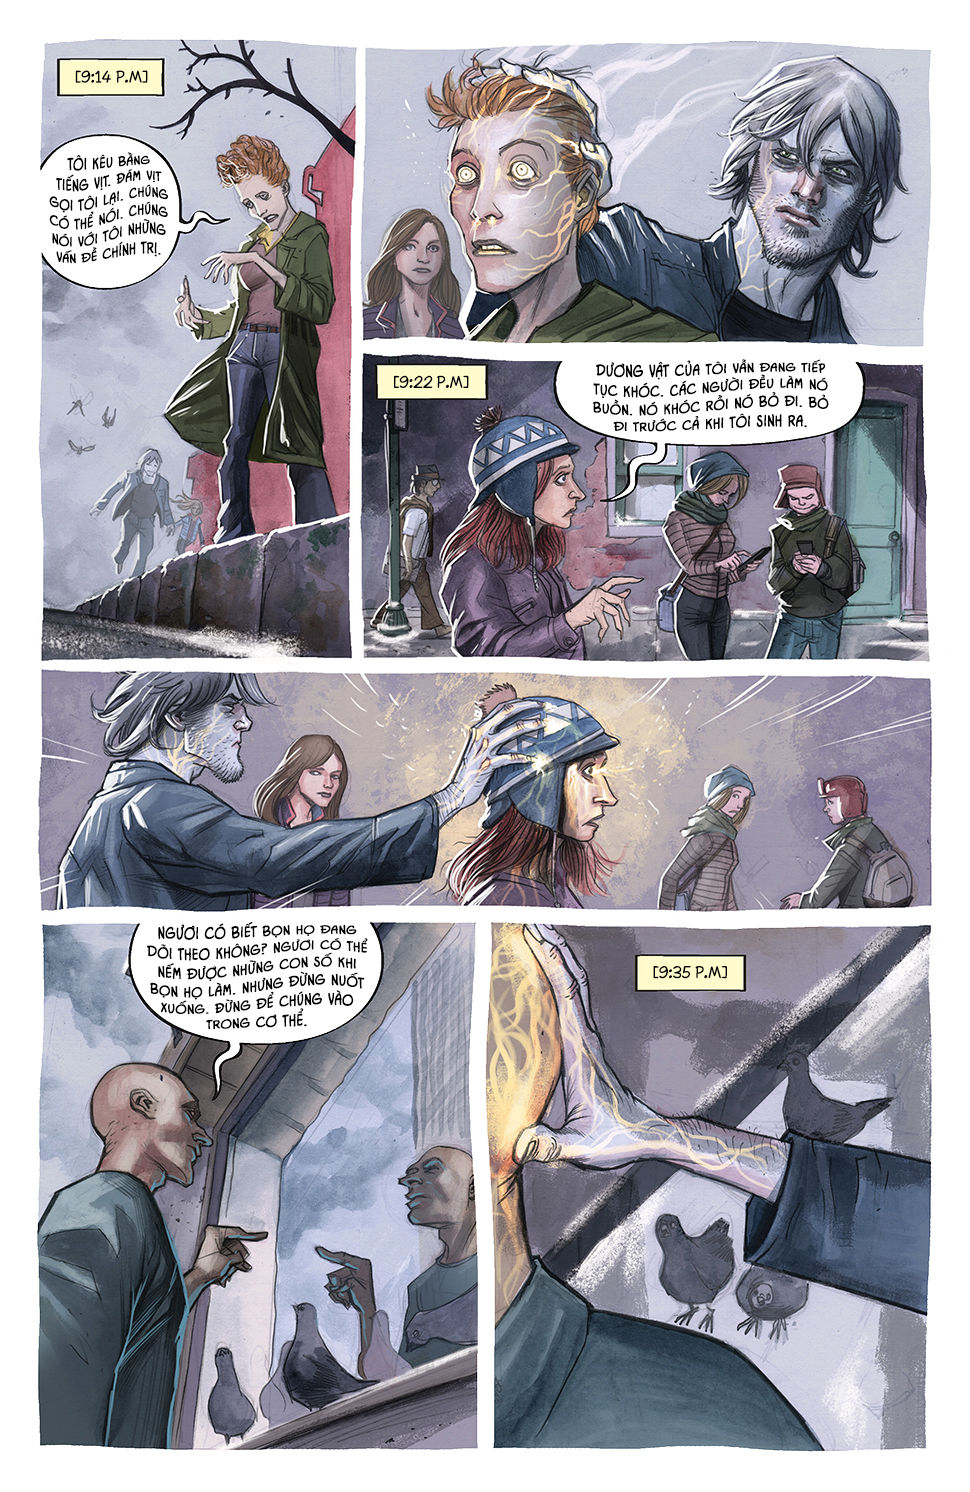 [9:14 P.M]
TÔI KÊU BẰNG
TIẾNG VỊT. ĐÁM VỊT
GỌI TÔI LẠI. CHÚNG
CÓ THỂ NÓI. CHÚNG
NÓI VỚI TÔI NHỮNG
VẤN ĐỀ CHÍNH TRỊ.
[9:22 P.M]
DƯƠNG VẬT CỦA TÔI VẪN ĐANG TIẾP
TỤC KHÓC. CÁC NGƯỜI ĐỀU LÀM NÓ
BUỒN. NÓ KHÓC RỒI NÓ BỎ ĐI. BỎ
ĐI TRƯỚC CẢ KHI TÔI SINH RA.
NGƯƠI CÓ BIẾT BỌN HỌ ĐANG
DÕI THEO KHÔNG? NGƯƠI CÓ THỂ
NẾM ĐƯỢC NHỮNG CON SỐ KHI
BỌN HỌ LÀM. NHƯNG ĐỪNG NUỐT
XUỐNG. ĐỪNG ĐỂ CHÚNG VÀO
TRONG CƠ THỂ.
[9:35 P.M]